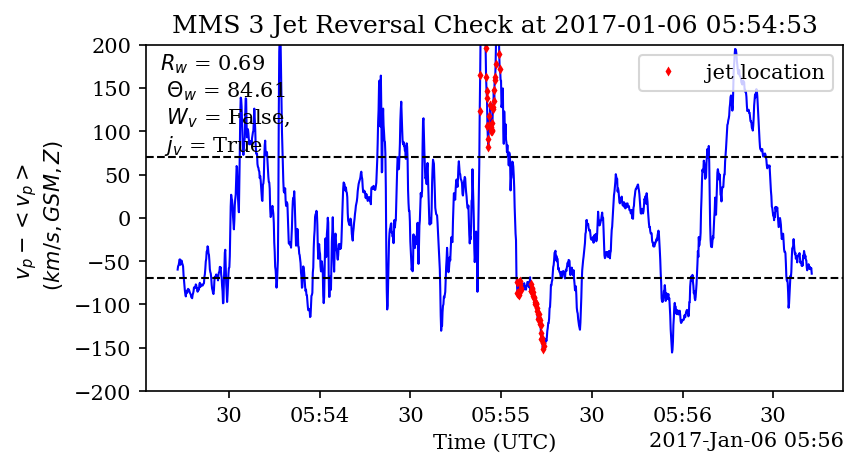 MMS 3 Jet Reversal Check at 2017-01-06 05:54:53
R_w = 0.69
Θ_w = 84.61
W_v = False,
j_v = True
jet location
200
150
100
50
0
−50
−100
−150
−200
v_p − < v_p >
(km/s, GSM, Z)
30
05:54
30
05:55
30
05:56
30
Time (UTC)
2017-Jan-06 05:56